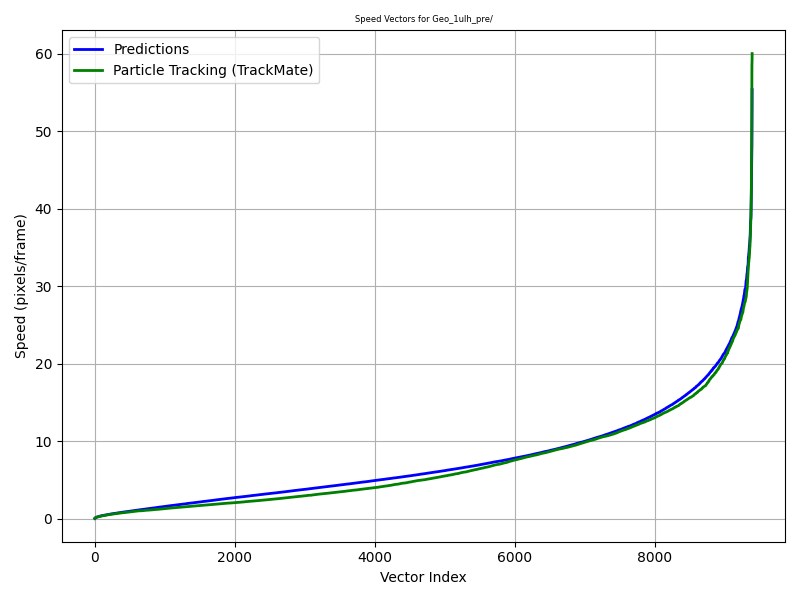 Speed Vectors for Geo_1ulh_pre/
Predictions
Particle Tracking (TrackMate)
60
50
40
30
20
10
0
Speed (pixels/frame)
0 2000 4000 6000 8000
Vector Index